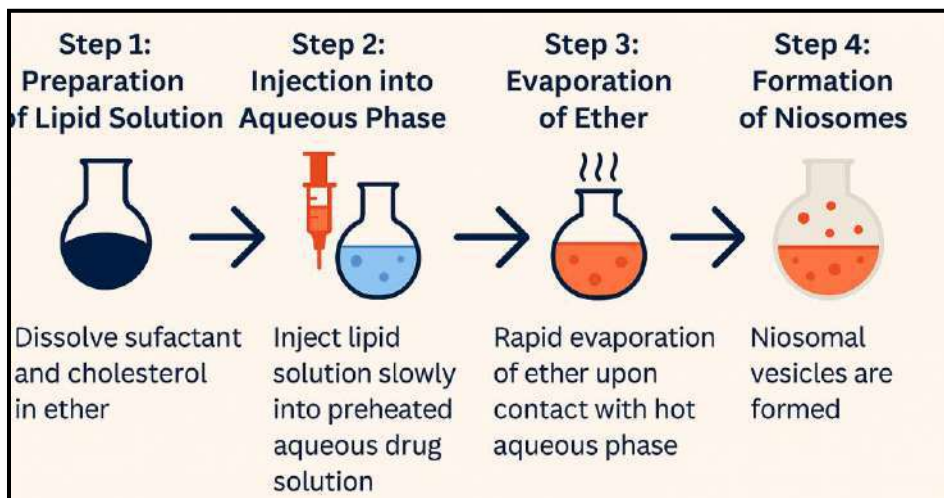 Step 1:
Preparation
of Lipid Solution
Dissolve sufactant
and cholesterol
in ether
Step 2:
Injection into
Aqueous Phase
Inject lipid
solution slowly
into preheated
aqueous drug
solution
Step 3:
Evaporation
of Ether
Rapid evaporation
of ether upon
contact with hot
aqueous phase
Step 4:
Formation
of Niosomes
Niosomal
vesicles are
formed